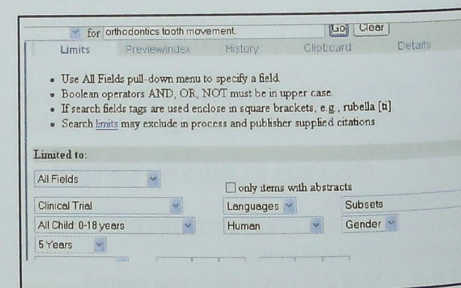 for orthodontics tooth movement. Go Clear
Limits Preview/Index History Clipboard Details
• Use All Fields pull-down menu to specify a field.
• Boolean operators AND, OR, NOT must be in upper case.
• If search fields tags are used enclose in square brackets, e.g., rubella [ti].
• Search limits may exclude in process and publisher supplied citations
Limited to:
All Fields
only items with abstracts
Clinical Trial Languages Subsets
All Child: 0-18 years Human Gender
5 Years